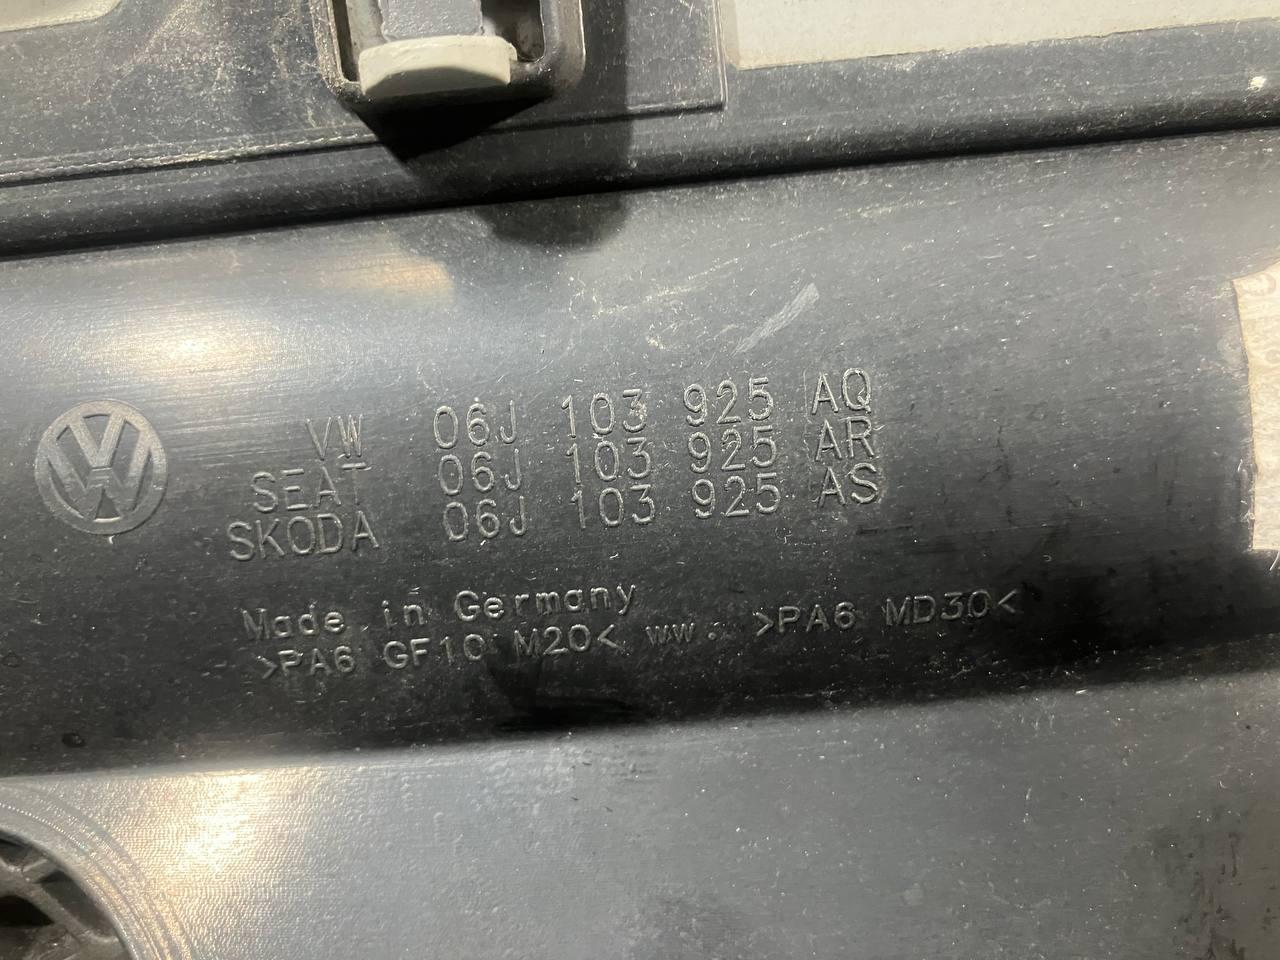 VW 06J 103 925 AQ
SEAT 06J 103 925 AR
SKODA 06J 103 925 AS
Made in Germany
>PA6 GF10 M20< ww. >PA6 MD30<